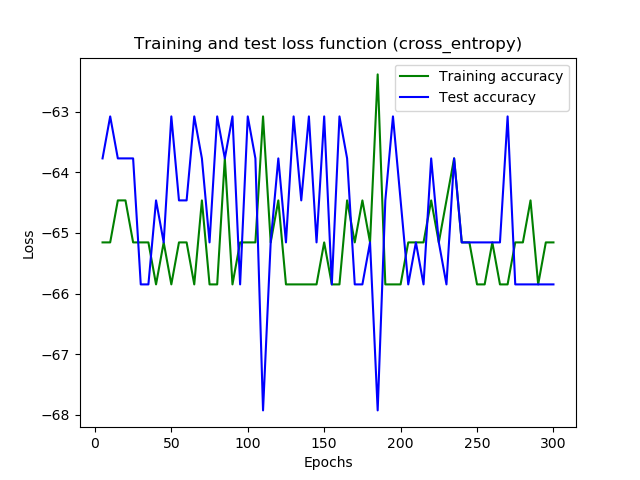 Training and test loss function (cross_entropy)
Training accuracy
Test accuracy
Loss
−63
−64
−65
−66
−67
−68
0
50
100
150
200
250
300
Epochs